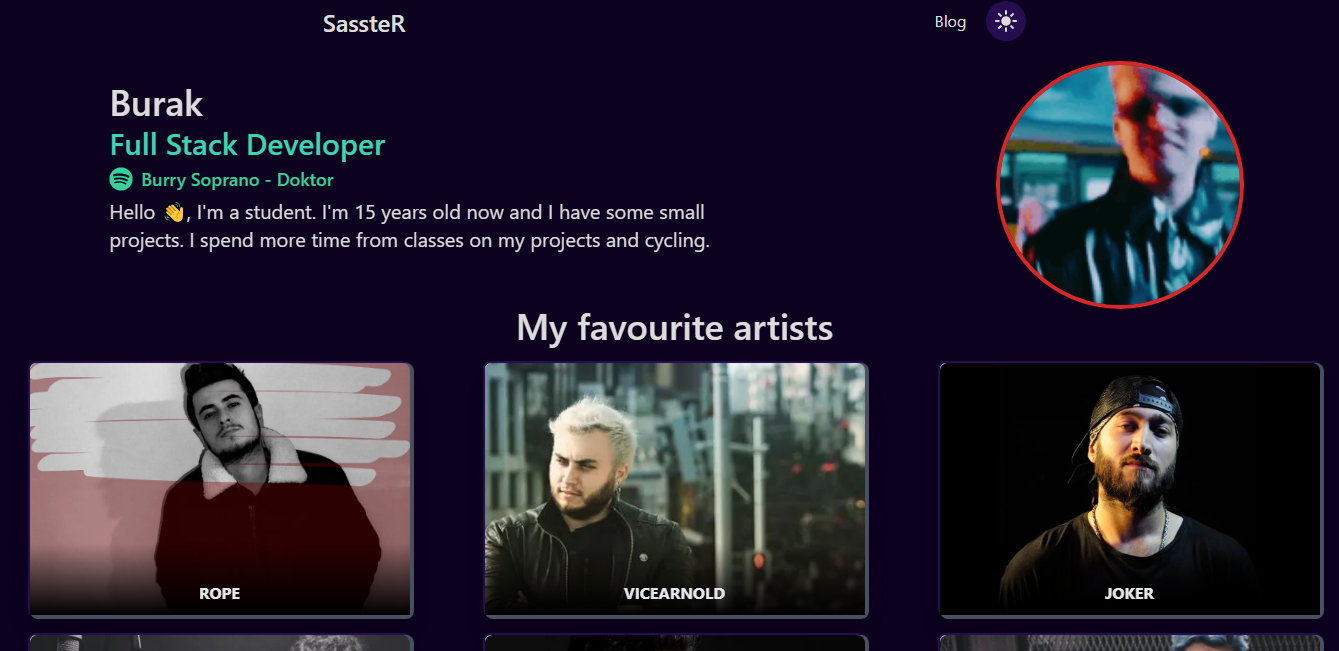 SassteR
Blog
Burak
Full Stack Developer
Burry Soprano - Doktor
Hello 👋, I'm a student. I'm 15 years old now and I have some small
projects. I spend more time from classes on my projects and cycling.
My favourite artists
ROPE
VICEARNOLD
JOKER